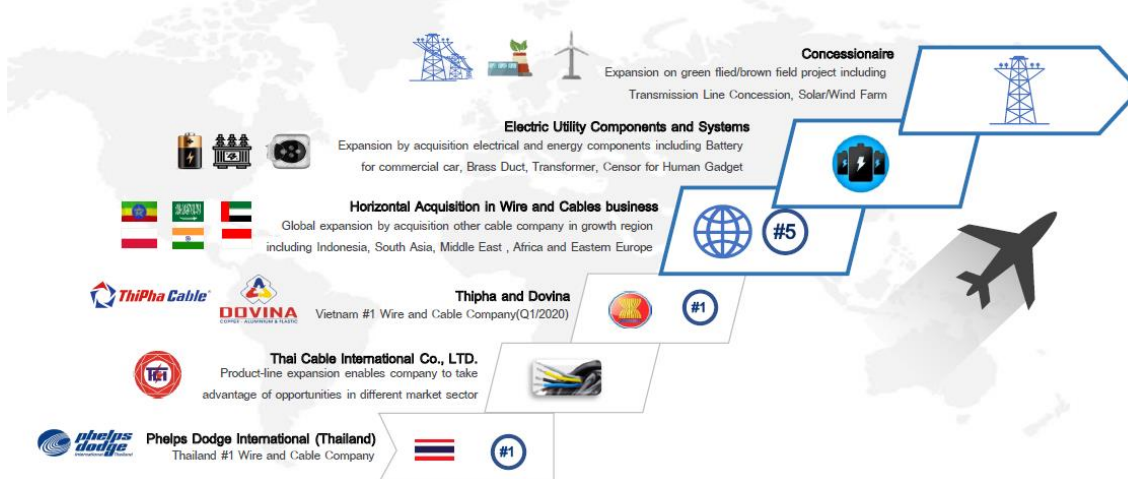 Concessionaire
Expansion on green flied/brown field project including
Transmission Line Concession, Solar/Wind Farm
Electric Utility Components and Systems
Expansion by acquisition electrical and energy components including Battery
for commercial car, Brass Duct, Transformer, Censor for Human Gadget
Horizontal Acquisition in Wire and Cables business
Global expansion by acquisition other cable company in growth region
including Indonesia, South Asia, Middle East , Africa and Eastern Europe
#5
ThiPha Cable
DOVINA
COPPER - ALUMINIUM & PLASTIC
Thipha and Dovina
Vietnam #1 Wire and Cable Company(Q1/2020)
#1
Thai Cable International Co., LTD.
Product-line expansion enables company to take
advantage of opportunities in different market sector
phelps
dodge
International Thailand
Phelps Dodge International (Thailand)
Thailand #1 Wire and Cable Company
#1